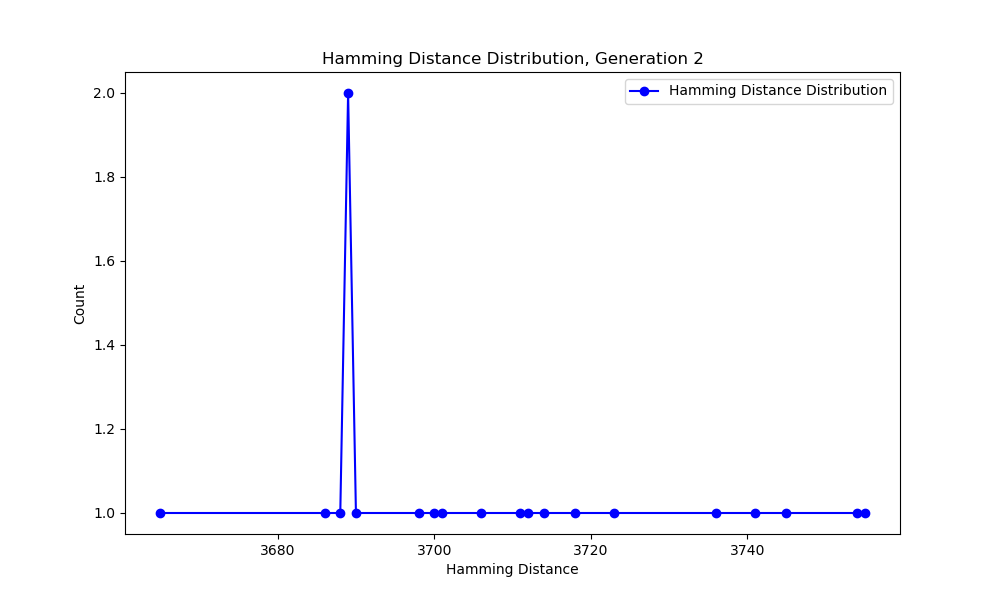 Hamming Distance Distribution, Generation 2
Hamming Distance Distribution
2.0
1.8
1.6
1.4
1.2
1.0
Count
3680 3700 3720 3740
Hamming Distance